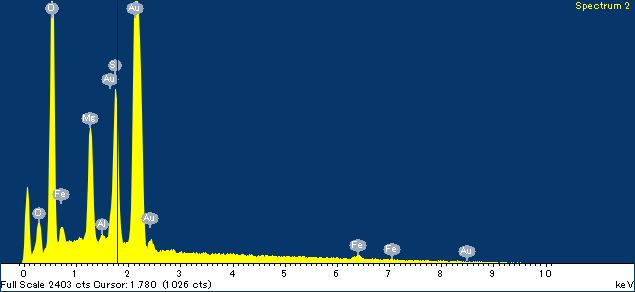 Spectrum 2
O
Au
Si
Au
Mg
Fe
Al
Au
Fe
Fe
Au
0 1 2 3 4 5 6 7 8 9 10
Full Scale 2403 cts Cursor: 1.780 (1026 cts) keV